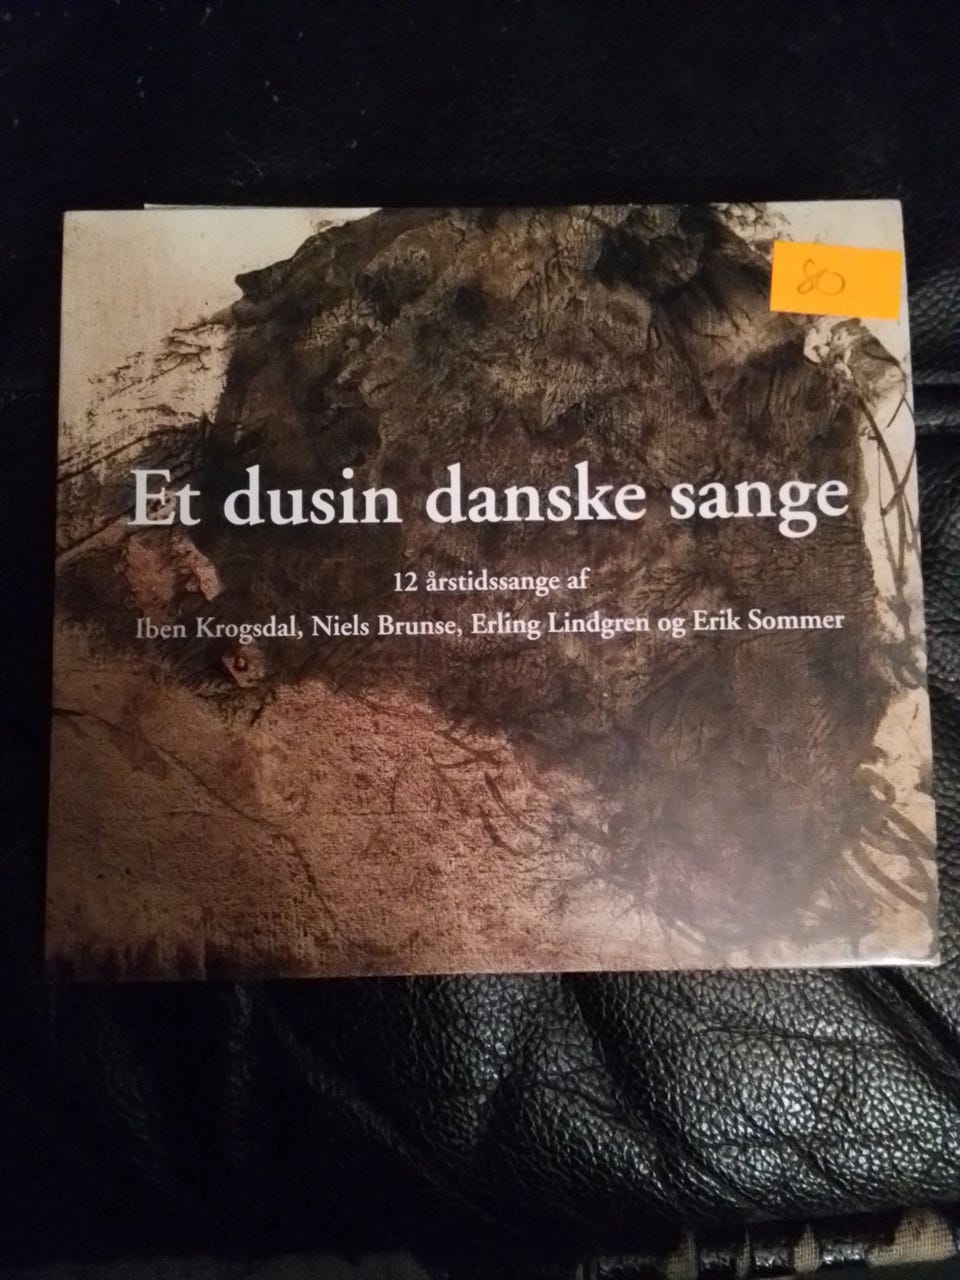 80
Et dusin danske sange
12 årstidssange af
Iben Krogsdal, Niels Brunse, Erling Lindgren og Erik Sommer